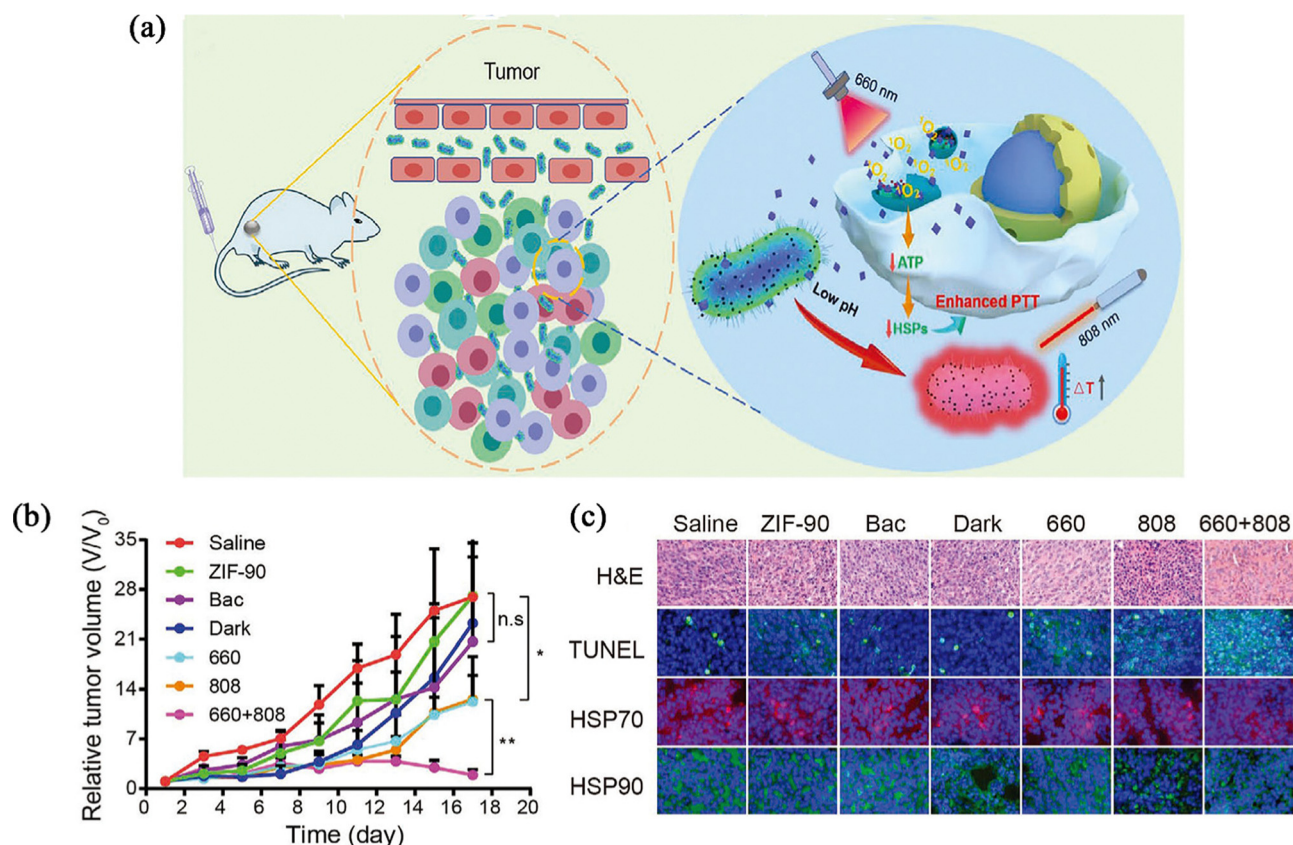 (a)
Tumor
660 nm
¹O₂
¹O₂
¹O₂
¹O₂
¹O₂
ATP
Low pH
Enhanced PTT
HSPs
808 nm
ΔT
(b)
Relative tumor volume (V/V₀)
35
28
21
14
7
0
Saline
ZIF-90
Bac
Dark
660
808
660+808
n.s
*
**
0 2 4 6 8 10 12 14 16 18 20
Time (day)
(c)
Saline ZIF-90 Bac Dark 660 808 660+808
H&E
TUNEL
HSP70
HSP90